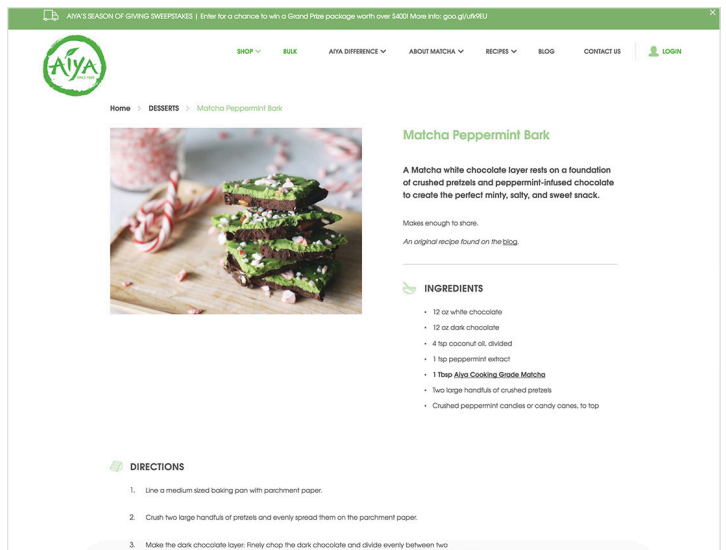 AIYA'S SEASON OF GIVING SWEEPSTAKES | Enter for a chance to win a Grand Prize package worth over $400! More info: goo.gl/ufk9EU
AIYA
SINCE 1888
SHOP
BULK
AIYA DIFFERENCE
ABOUT MATCHA
RECIPES
BLOG
CONTACT US
LOGIN
Home > DESSERTS > Matcha Peppermint Bark
Matcha Peppermint Bark
A Matcha white chocolate layer rests on a foundation
of crushed pretzels and peppermint-infused chocolate
to create the perfect minty, salty, and sweet snack.
Makes enough to share.
An original recipe found on the blog.
INGREDIENTS
• 12 oz white chocolate
• 12 oz dark chocolate
• 4 tsp coconut oil, divided
• 1 tsp peppermint extract
• 1 Tbsp Aiya Cooking Grade Matcha
• Two large handfuls of crushed pretzels
• Crushed peppermint candies or candy canes, to top
DIRECTIONS
1. Line a medium sized baking pan with parchment paper.
2. Crush two large handfuls of pretzels and evenly spread them on the parchment paper.
3. Make the dark chocolate layer: Finely chop the dark chocolate and divide evenly between two